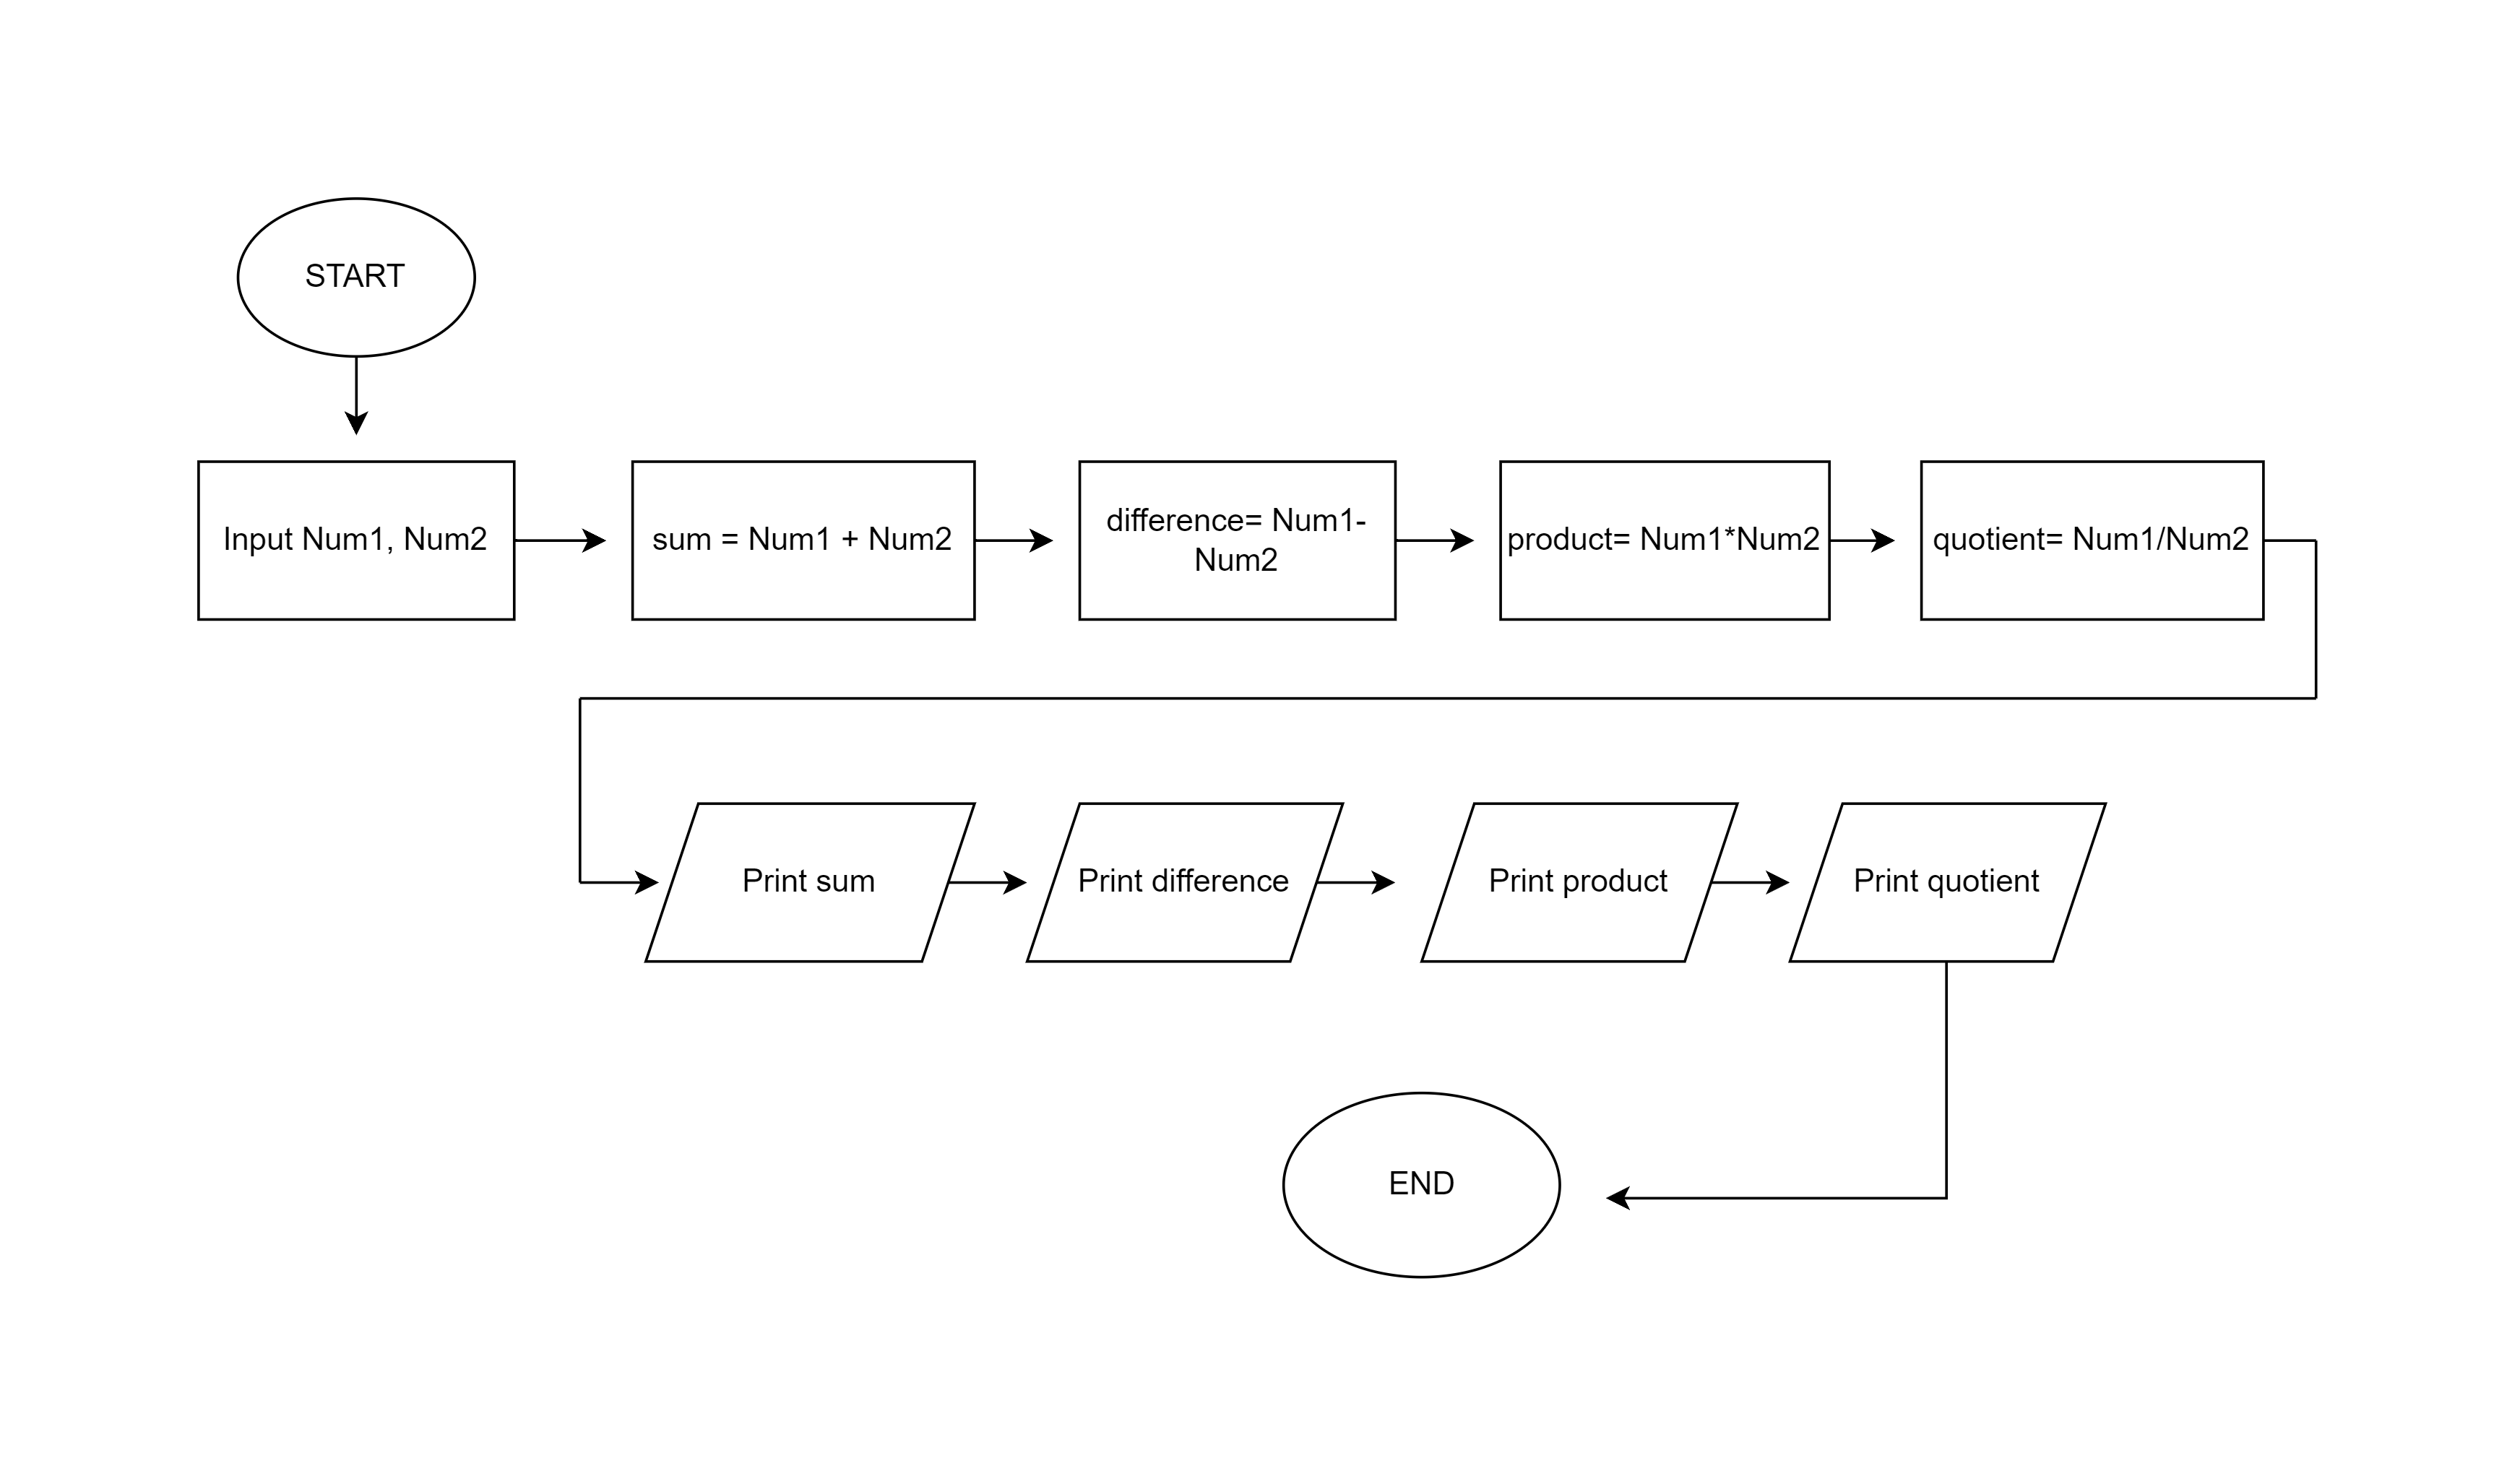 START
Input Num1, Num2
sum = Num1 + Num2
difference= Num1-
Num2
product= Num1*Num2
quotient= Num1/Num2
Print sum
Print difference
Print product
Print quotient
END